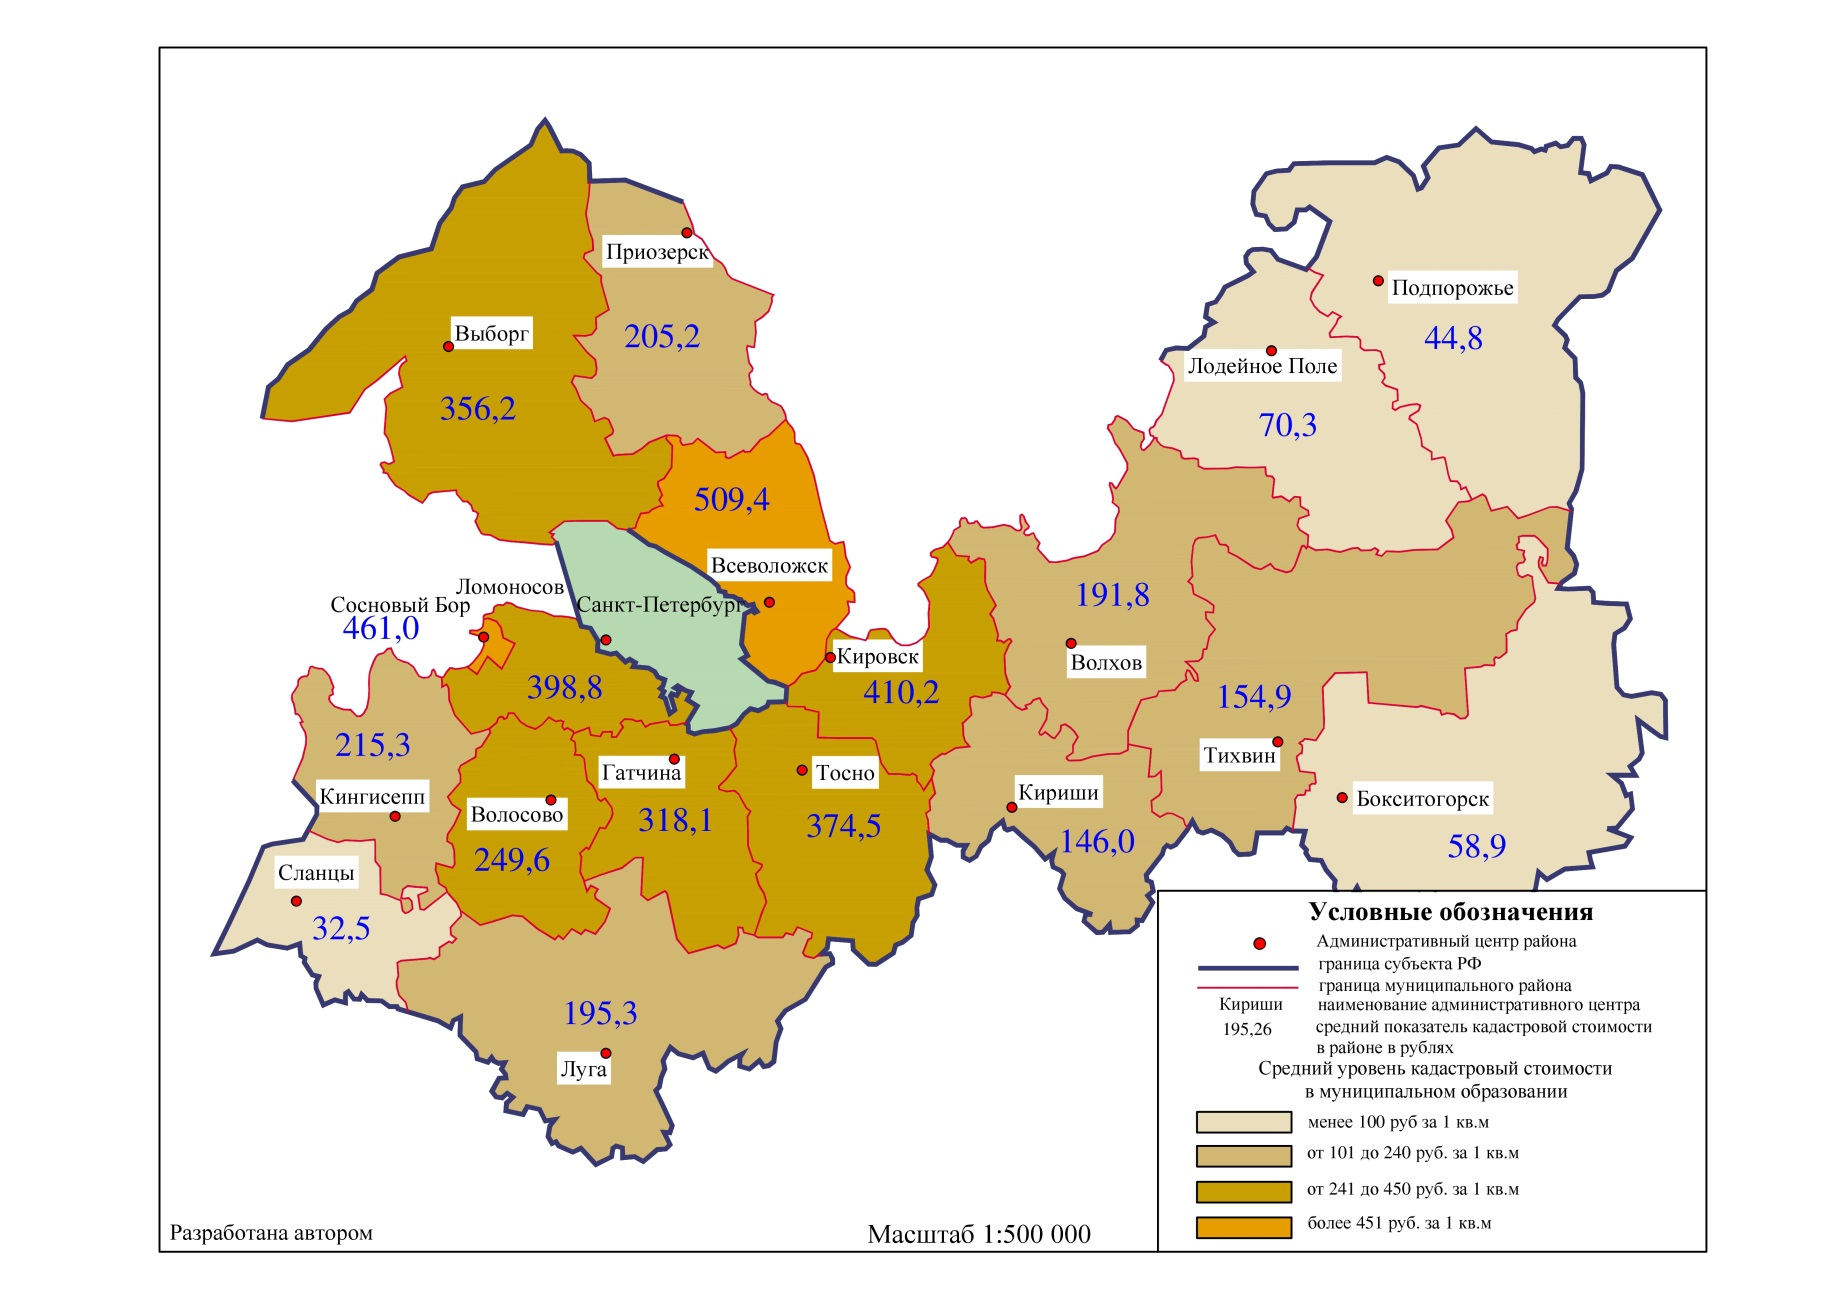 Приозерск
205,2
Выборг
356,2
Подпорожье
44,8
Лодейное Поле
70,3
509,4
Всеволожск
Ломоносов
Сосновый Бор
461,0
Санкт-Петербург
398,8
Кировск
410,2
191,8
Волхов
154,9
Тихвин
215,3
Кингисепп
Волосово
249,6
Гатчина
318,1
Тосно
374,5
Кириши
146,0
Бокситогорск
58,9
Сланцы
32,5
195,3
Луга
Условные обозначения
Административный центр района
граница субъекта РФ
граница муниципального района
Кириши наименование административного центра
195,26 средний показатель кадастровой стоимости
в районе в рублях
Средний уровень кадастровый стоимости
в муниципальном образовании
менее 100 руб за 1 кв.м
от 101 до 240 руб. за 1 кв.м
от 241 до 450 руб. за 1 кв.м
более 451 руб. за 1 кв.м
Разработана автором
Масштаб 1:500 000